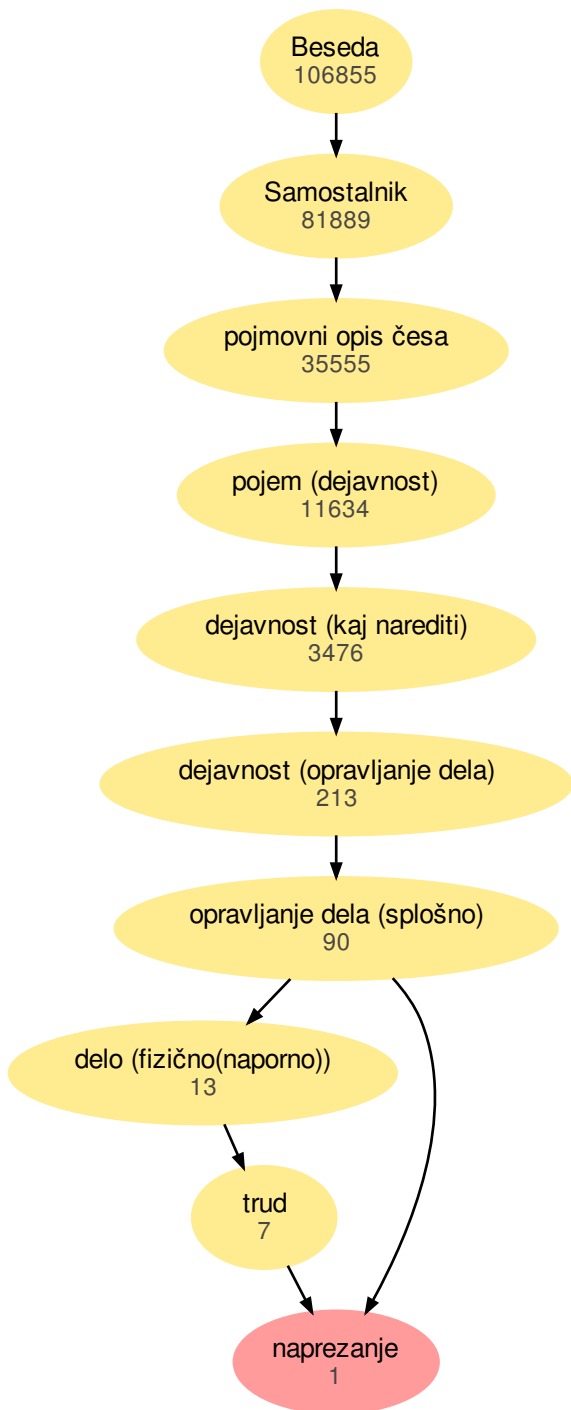 Beseda
106855
Samostalnik
81889
pojmovni opis česa
35555
pojem (dejavnost)
11634
dejavnost (kaj narediti)
3476
dejavnost (opravljanje dela)
213
opravljanje dela (splošno)
90
delo (fizično(naporno))
13
trud
7
naprezanje
1